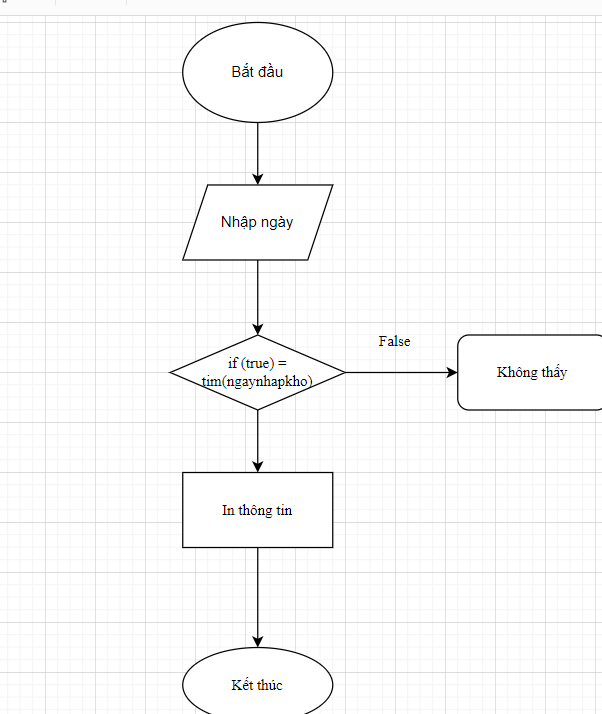 Bắt đầu
Nhập ngày
False
if (true) =
tim(ngaynhapkho)
Không thấy
In thông tin
Kết thúc